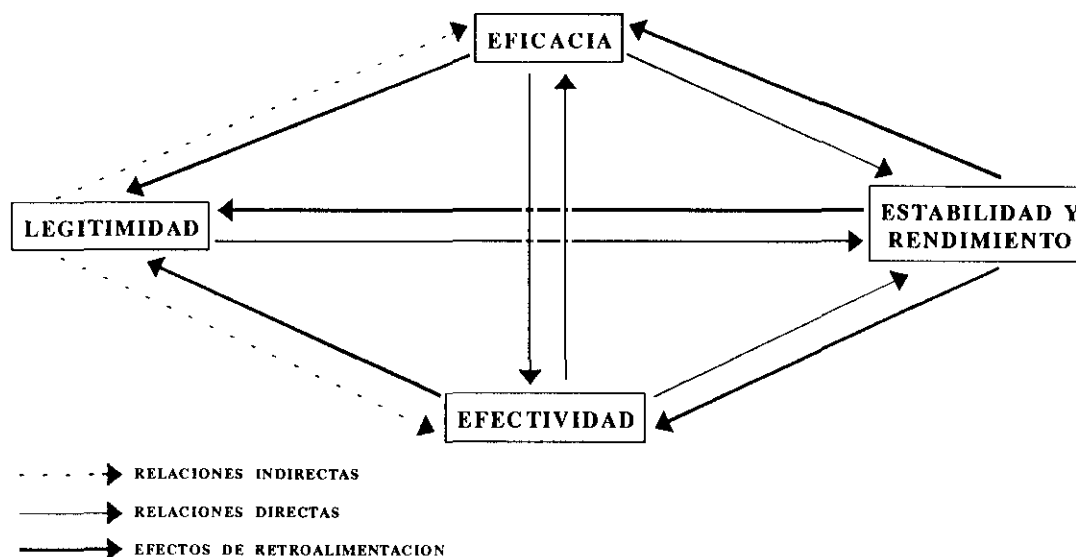 EFICACIA
LEGITIMIDAD
ESTABILIDAD Y
RENDIMIENTO
EFECTIVIDAD
RELACIONES INDIRECTAS
RELACIONES DIRECTAS
EFECTOS DE RETROALIMENTACION